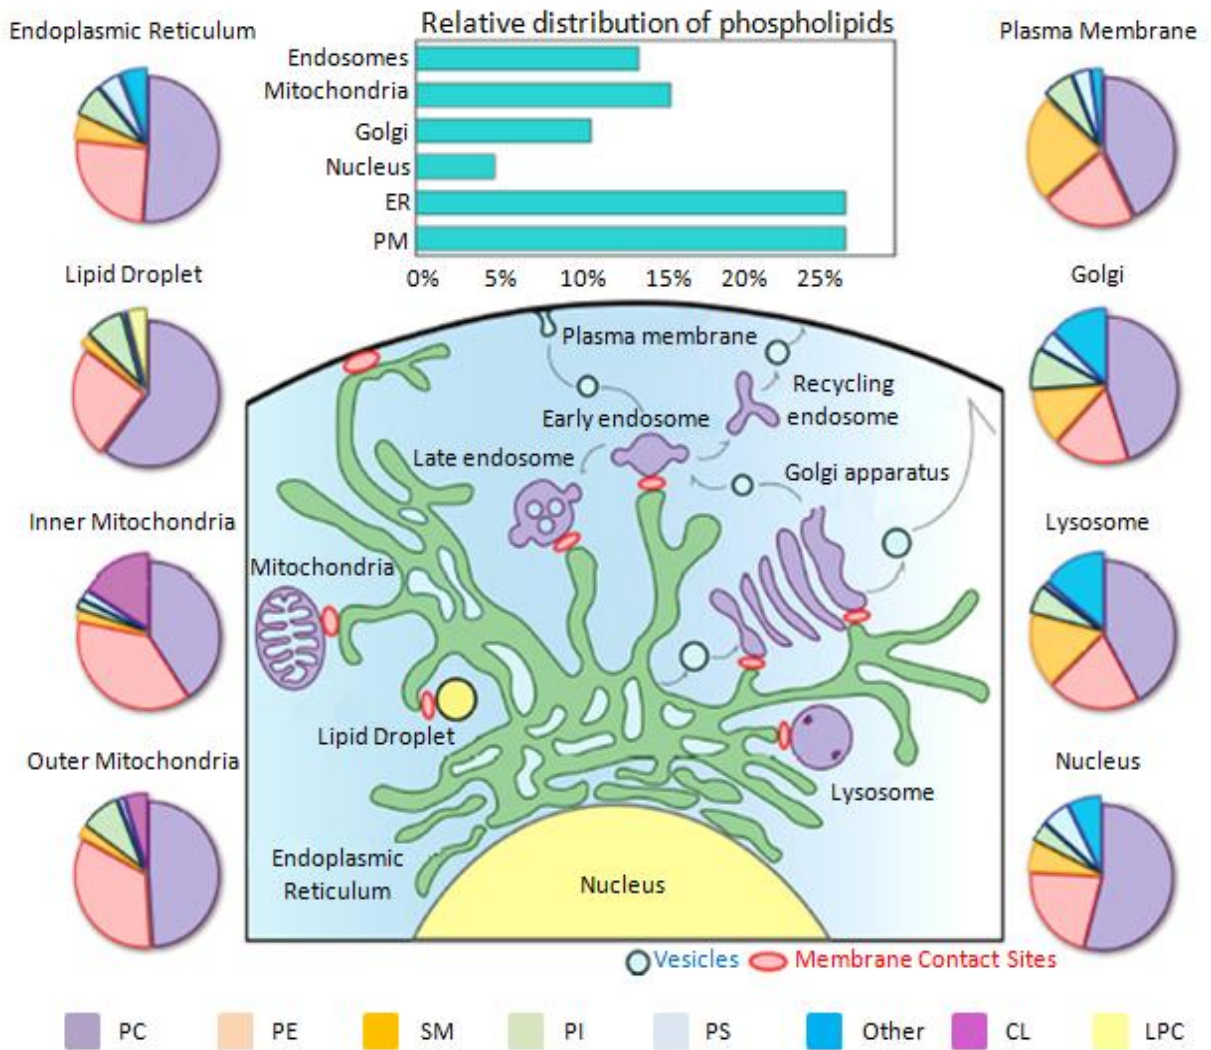 Relative distribution of phospholipids
Endoplasmic Reticulum
Plasma Membrane
Endosomes
Mitochondria
Golgi
Nucleus
ER
PM
0% 5% 10% 15% 20% 25%
Lipid Droplet
Golgi
Plasma membrane
Recycling
endosome
Early endosome
Late endosome
Golgi apparatus
Inner Mitochondria
Lysosome
Mitochondria
Lipid Droplet
Outer Mitochondria
Nucleus
Lysosome
Endoplasmic
Reticulum
Nucleus
Vesicles
Membrane Contact Sites
PC PE SM PI PS Other CL LPC